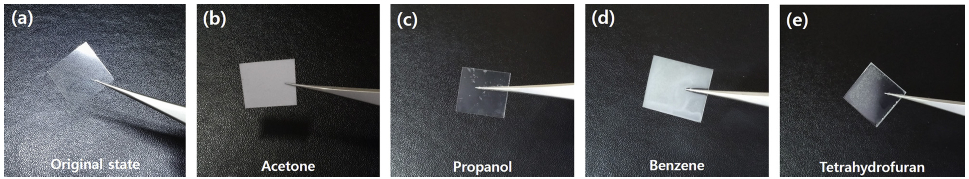 (a)
Original state
(b)
Acetone
(c)
Propanol
(d)
Benzene
(e)
Tetrahydrofuran